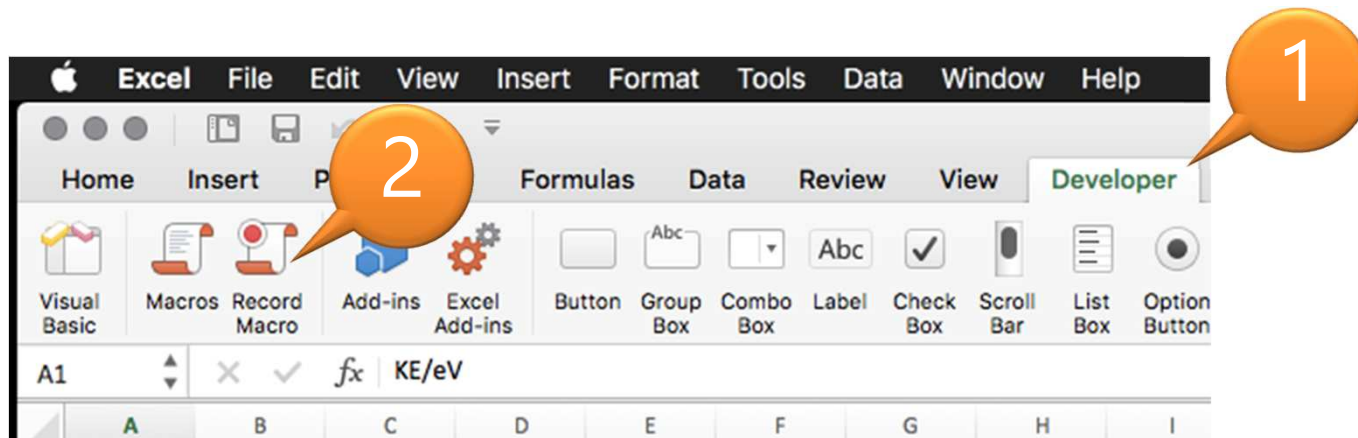 1
Excel File Edit View Insert Format Tools Data Window Help
2
Home Insert P Formulas Data Review View Developer
Abc
Abc
Visual Basic
Macros
Record Macro
Add-ins
Excel Add-ins
Button
Group Box
Combo Box
Label
Check Box
Scroll Bar
List Box
Option Button
A1 fx KE/eV
A B C D E F G H I